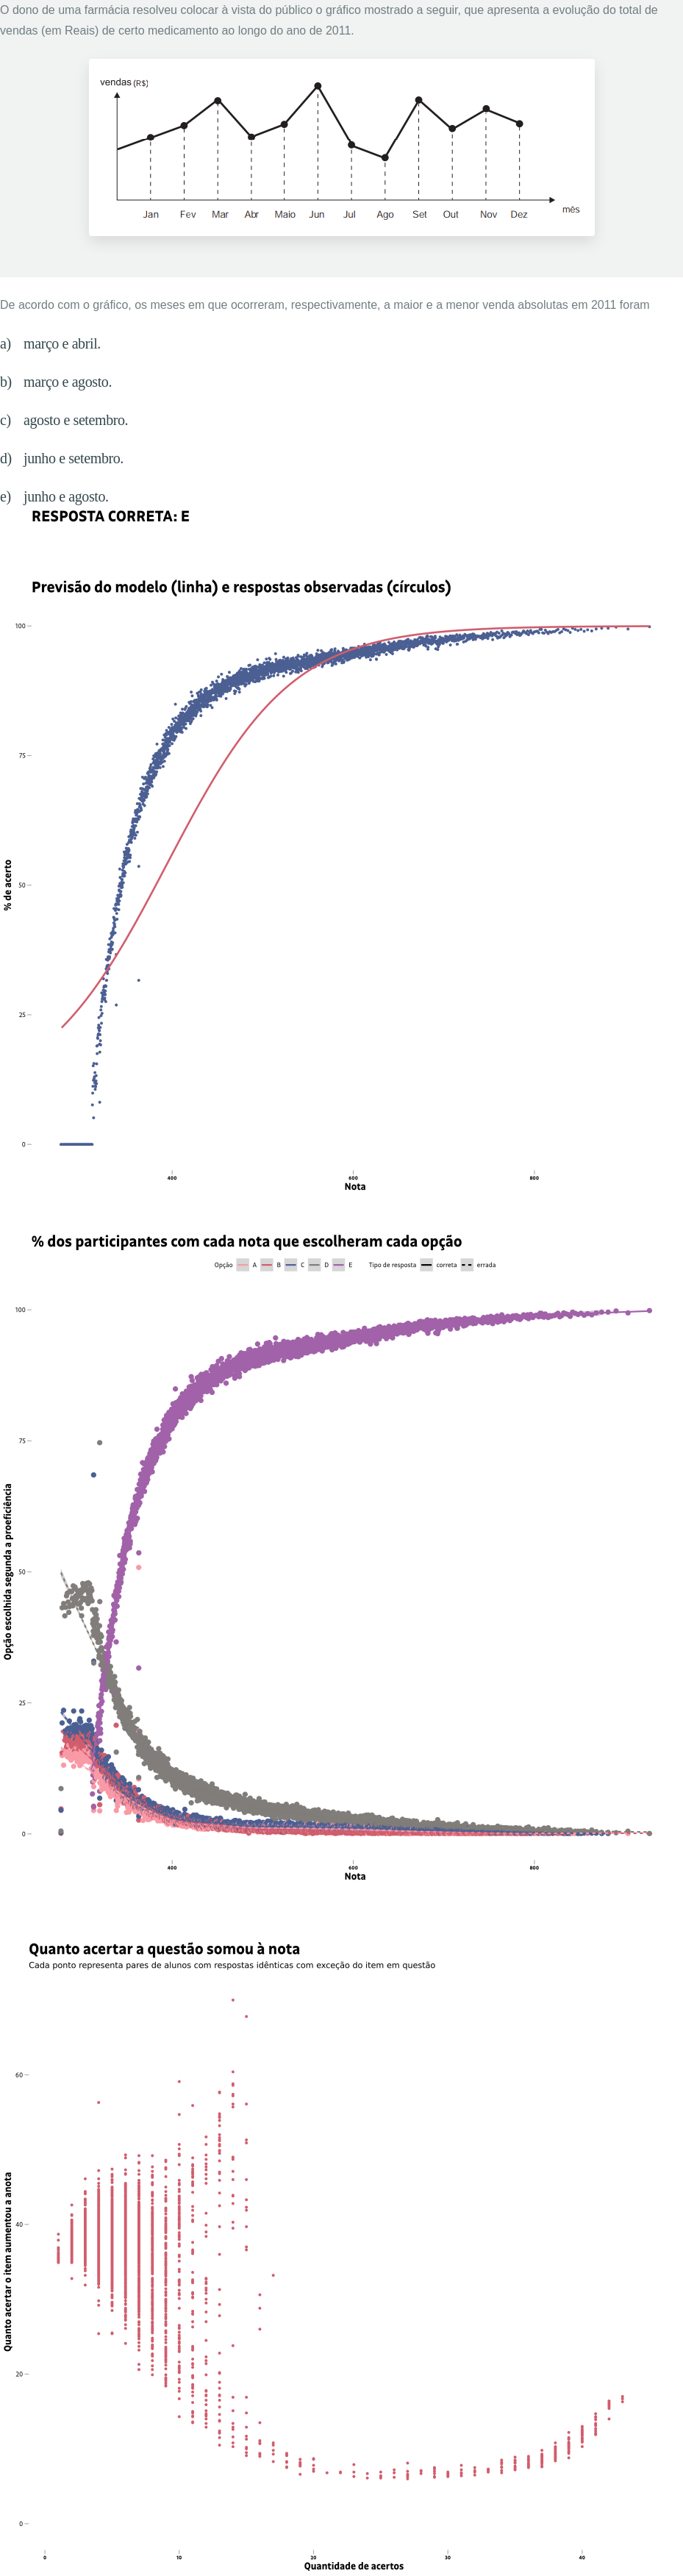 O dono de uma farmácia resolveu colocar à vista do público o gráfico mostrado a seguir, que apresenta a evolução do total de
vendas (em Reais) de certo medicamento ao longo do ano de 2011.
vendas (R$)
Jan Fev Mar Abr Maio Jun Jul Ago Set Out Nov Dez
mês
De acordo com o gráfico, os meses em que ocorreram, respectivamente, a maior e a menor venda absolutas em 2011 foram
a) março e abril.
b) março e agosto.
c) agosto e setembro.
d) junho e setembro.
e) junho e agosto.
RESPOSTA CORRETA: E
Previsão do modelo (linha) e respostas observadas (círculos)
100
75
50
25
0
% de acerto
400 600 800
Nota
% dos participantes com cada nota que escolheram cada opção
Opção A B C D E Tipo de resposta correta errada
100
75
50
25
0
Opção escolhida segunda a proeficiência
400 600 800
Nota
Quanto acertar a questão somou à nota
Cada ponto representa pares de alunos com respostas idênticas com exceção do item em questão
60
40
20
0
Quanto acertar o item aumentou a anota
0 10 20 30 40
Quantidade de acertos